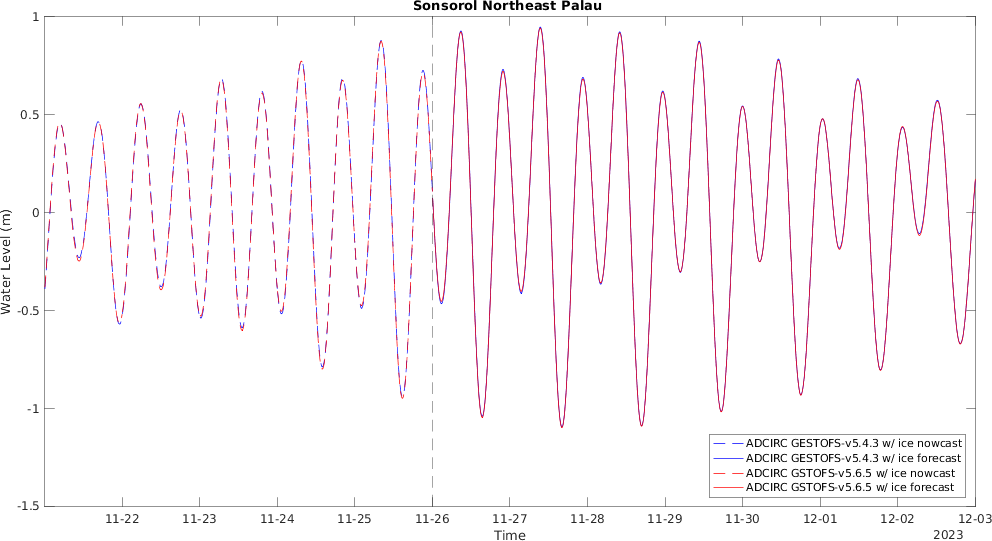 Sonsorol Northeast Palau
1
0.5
0
-0.5
-1
-1.5
Water Level (m)
ADCIRC GESTOFS-v5.4.3 w/ ice nowcast
ADCIRC GESTOFS-v5.4.3 w/ ice forecast
ADCIRC GSTOFS-v5.6.5 w/ ice nowcast
ADCIRC GSTOFS-v5.6.5 w/ ice forecast
11-22 11-23 11-24 11-25 11-26 11-27 11-28 11-29 11-30 12-01 12-02 12-03
Time
2023